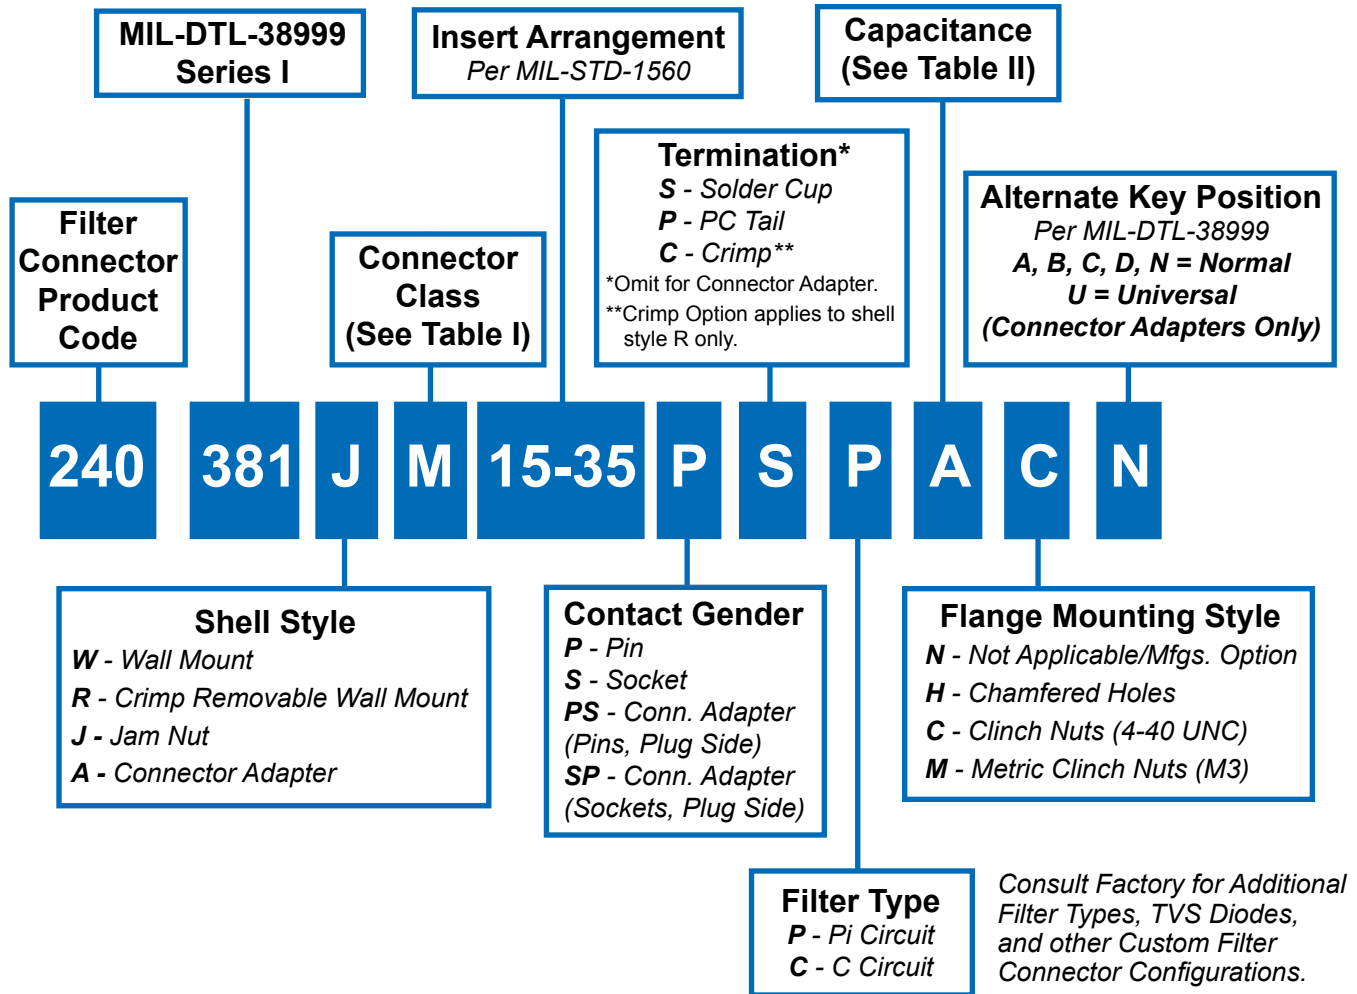 MIL-DTL-38999
Series I
Insert Arrangement
Per MIL-STD-1560
Capacitance
(See Table II)
Filter
Connector
Product
Code
Connector
Class
(See Table I)
Termination*
S - Solder Cup
P - PC Tail
C - Crimp**
*Omit for Connector Adapter.
**Crimp Option applies to shell
style R only.
Alternate Key Position
Per MIL-DTL-38999
A, B, C, D, N = Normal
U = Universal
(Connector Adapters Only)
240 381 J M 15-35 P S P A C N
Shell Style
W - Wall Mount
R - Crimp Removable Wall Mount
J - Jam Nut
A - Connector Adapter
Contact Gender
P - Pin
S - Socket
PS - Conn. Adapter
(Pins, Plug Side)
SP - Conn. Adapter
(Sockets, Plug Side)
Flange Mounting Style
N - Not Applicable/Mfgs. Option
H - Chamfered Holes
C - Clinch Nuts (4-40 UNC)
M - Metric Clinch Nuts (M3)
Filter Type
P - Pi Circuit
C - C Circuit
Consult Factory for Additional
Filter Types, TVS Diodes,
and other Custom Filter
Connector Configurations.